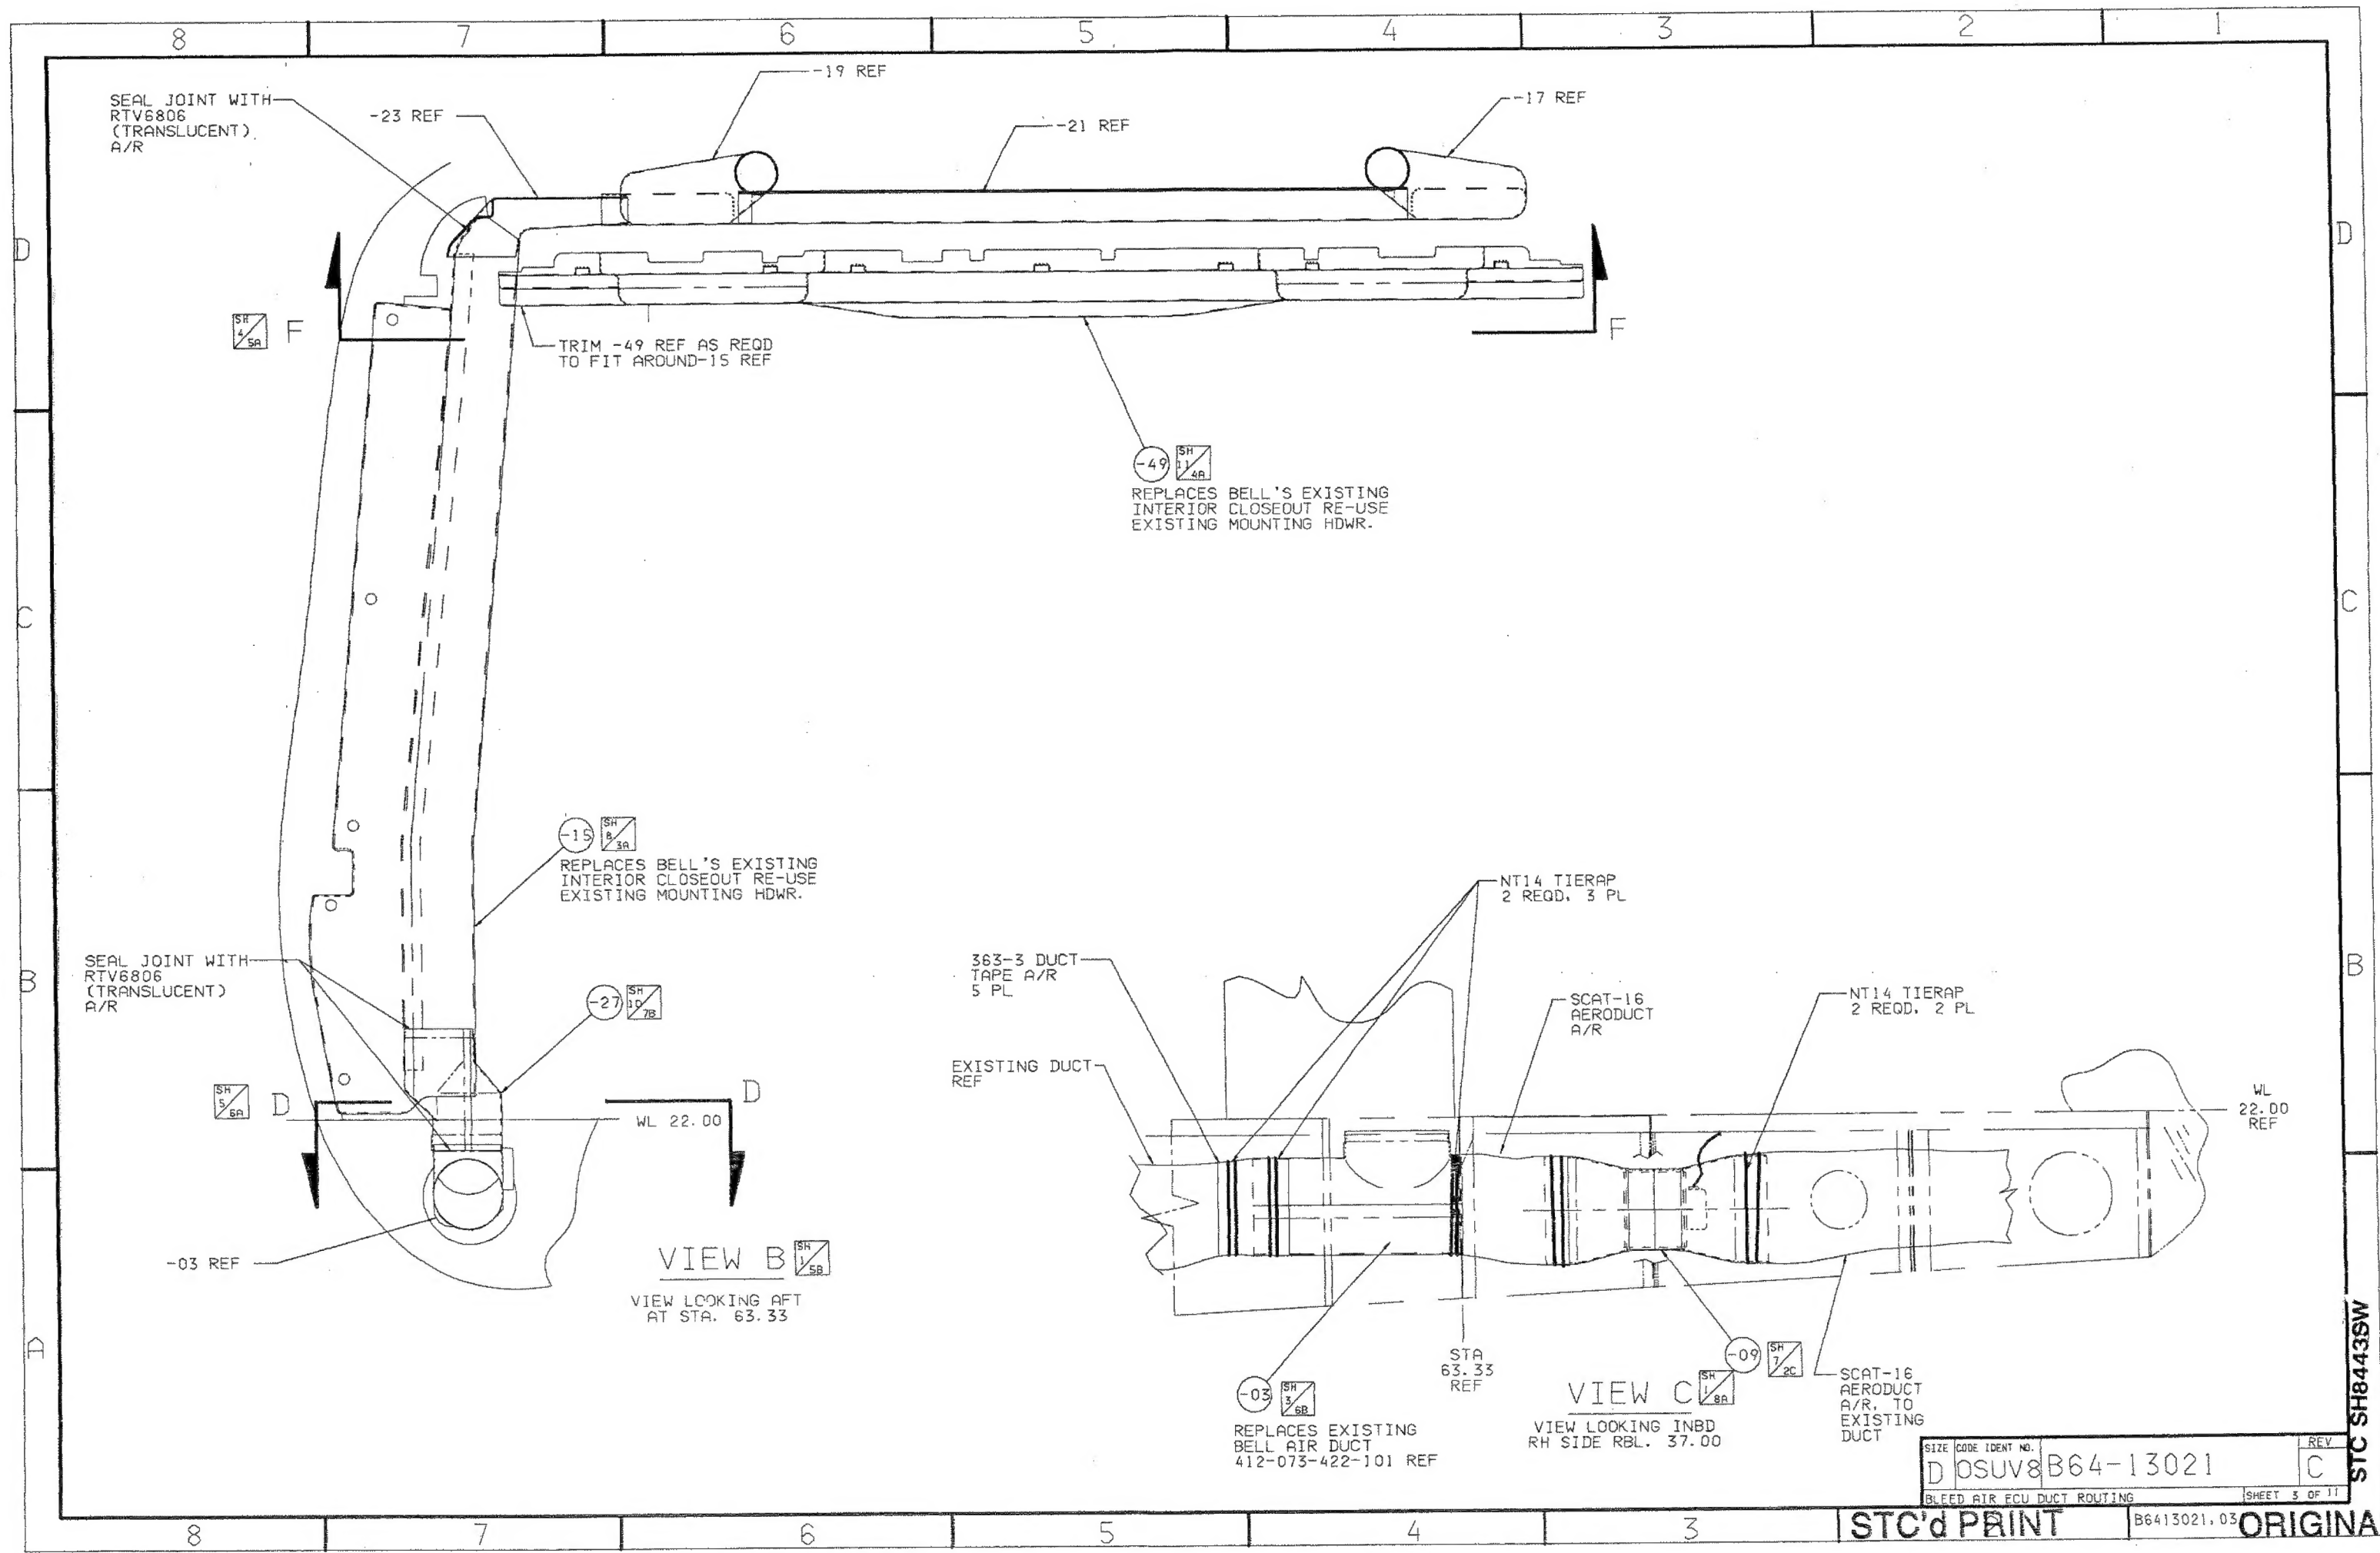 8 7 6 5 4 3 2 1
SEAL JOINT WITH
RTV6806
(TRANSLUCENT)
A/R
-23 REF
-19 REF
-21 REF
-17 REF
D
D
SH
4
5A
F
F
TRIM -49 REF AS REQD
TO FIT AROUND-15 REF
-49
SH
11
4A
REPLACES BELL'S EXISTING
INTERIOR CLOSEOUT RE-USE
EXISTING MOUNTING HDWR.
C
C
-15
SH
8
3A
REPLACES BELL'S EXISTING
INTERIOR CLOSEOUT RE-USE
EXISTING MOUNTING HDWR.
SEAL JOINT WITH
RTV6806
(TRANSLUCENT)
A/R
B
B
-27
SH
10
7B
SH
5
6A
D
D
WL 22.00
-03 REF
VIEW B
SH
1
5B
VIEW LOOKING AFT
AT STA. 63.33
NT14 TIERAP
2 REQD. 3 PL
363-3 DUCT
TAPE A/R
5 PL
SCAT-16
AERODUCT
A/R
NT14 TIERAP
2 REQD. 2 PL
EXISTING DUCT
REF
WL
22.00
REF
STA
63.33
REF
-03
SH
3
6B
REPLACES EXISTING
BELL AIR DUCT
412-073-422-101 REF
VIEW C
SH
1
8A
VIEW LOOKING INBD
RH SIDE RBL. 37.00
-09
SH
7
2C
SCAT-16
AERODUCT
A/R. TO
EXISTING
DUCT
A
STC SH8443SW
SIZE CODE IDENT NO. REV
D OSUV8 B64-13021 C
BLEED AIR ECU DUCT ROUTING SHEET 3 OF 11
8 7 6 5 4 3
STC'd PRINT B6413021.03 ORIGINA